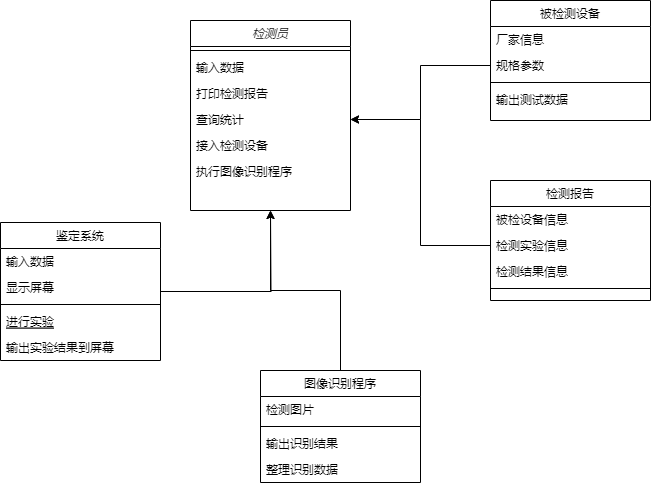 检测员
输入数据
打印检测报告
查询统计
接入检测设备
执行图像识别程序
被检测设备
厂家信息
规格参数
输出测试数据
检测报告
被检设备信息
检测实验信息
检测结果信息
鉴定系统
输入数据
显示屏幕
进行实验
输出实验结果到屏幕
图像识别程序
检测图片
输出识别结果
整理识别数据